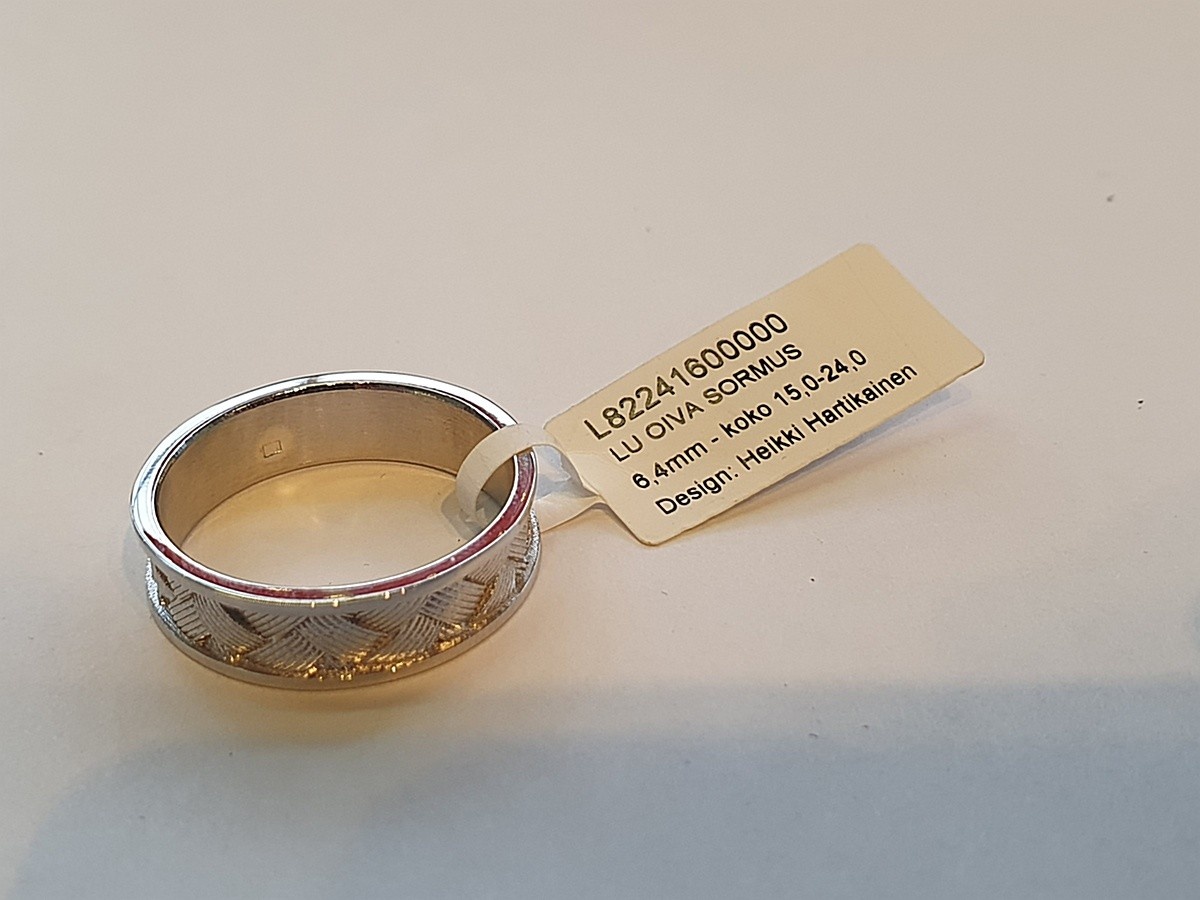 L82241600000
LU OIVA SORMUS
6,4mm - koko 15,0-24,0
Design: Heikki Hartikainen